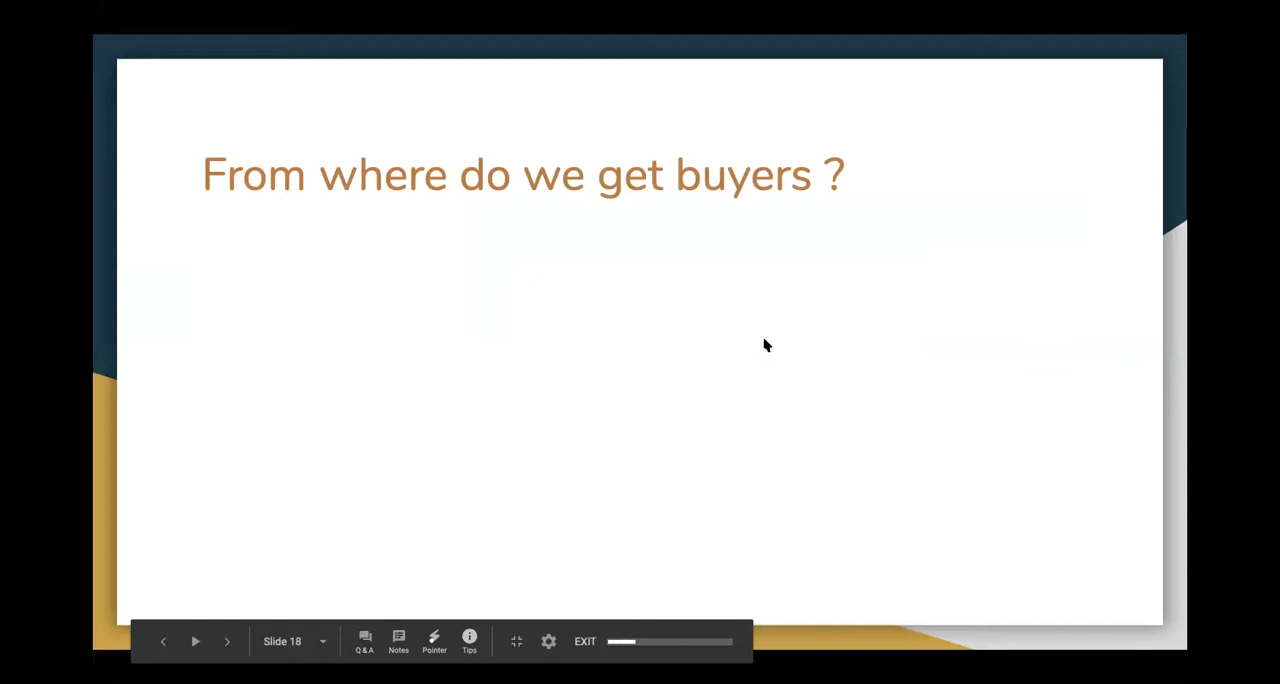 From where do we get buyers ?
Slide 18
Q & A
Notes
Pointer
Tips
EXIT